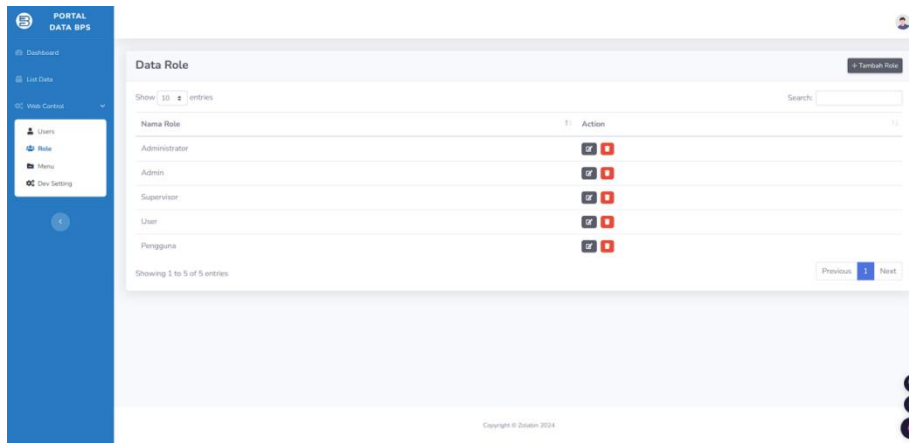 PORTAL
DATA BPS
Dashboard
List Data
Web Control
Users
Role
Menu
Dev Setting
Data Role
+ Tambah Role
Show 10 entries
Search:
Nama Role Action
Administrator
Admin
Supervisor
User
Pengguna
Showing 1 to 5 of 5 entries
Previous 1 Next
Copyright © Zolatin 2024